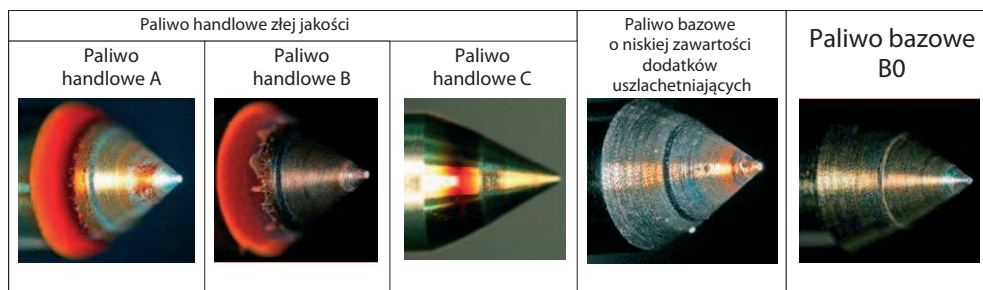 Paliwo handlowe złej jakości
Paliwo
handlowe A
Paliwo
handlowe B
Paliwo
handlowe C
Paliwo bazowe
o niskiej zawartości
dodatków
uszlachetniających
Paliwo bazowe
B0